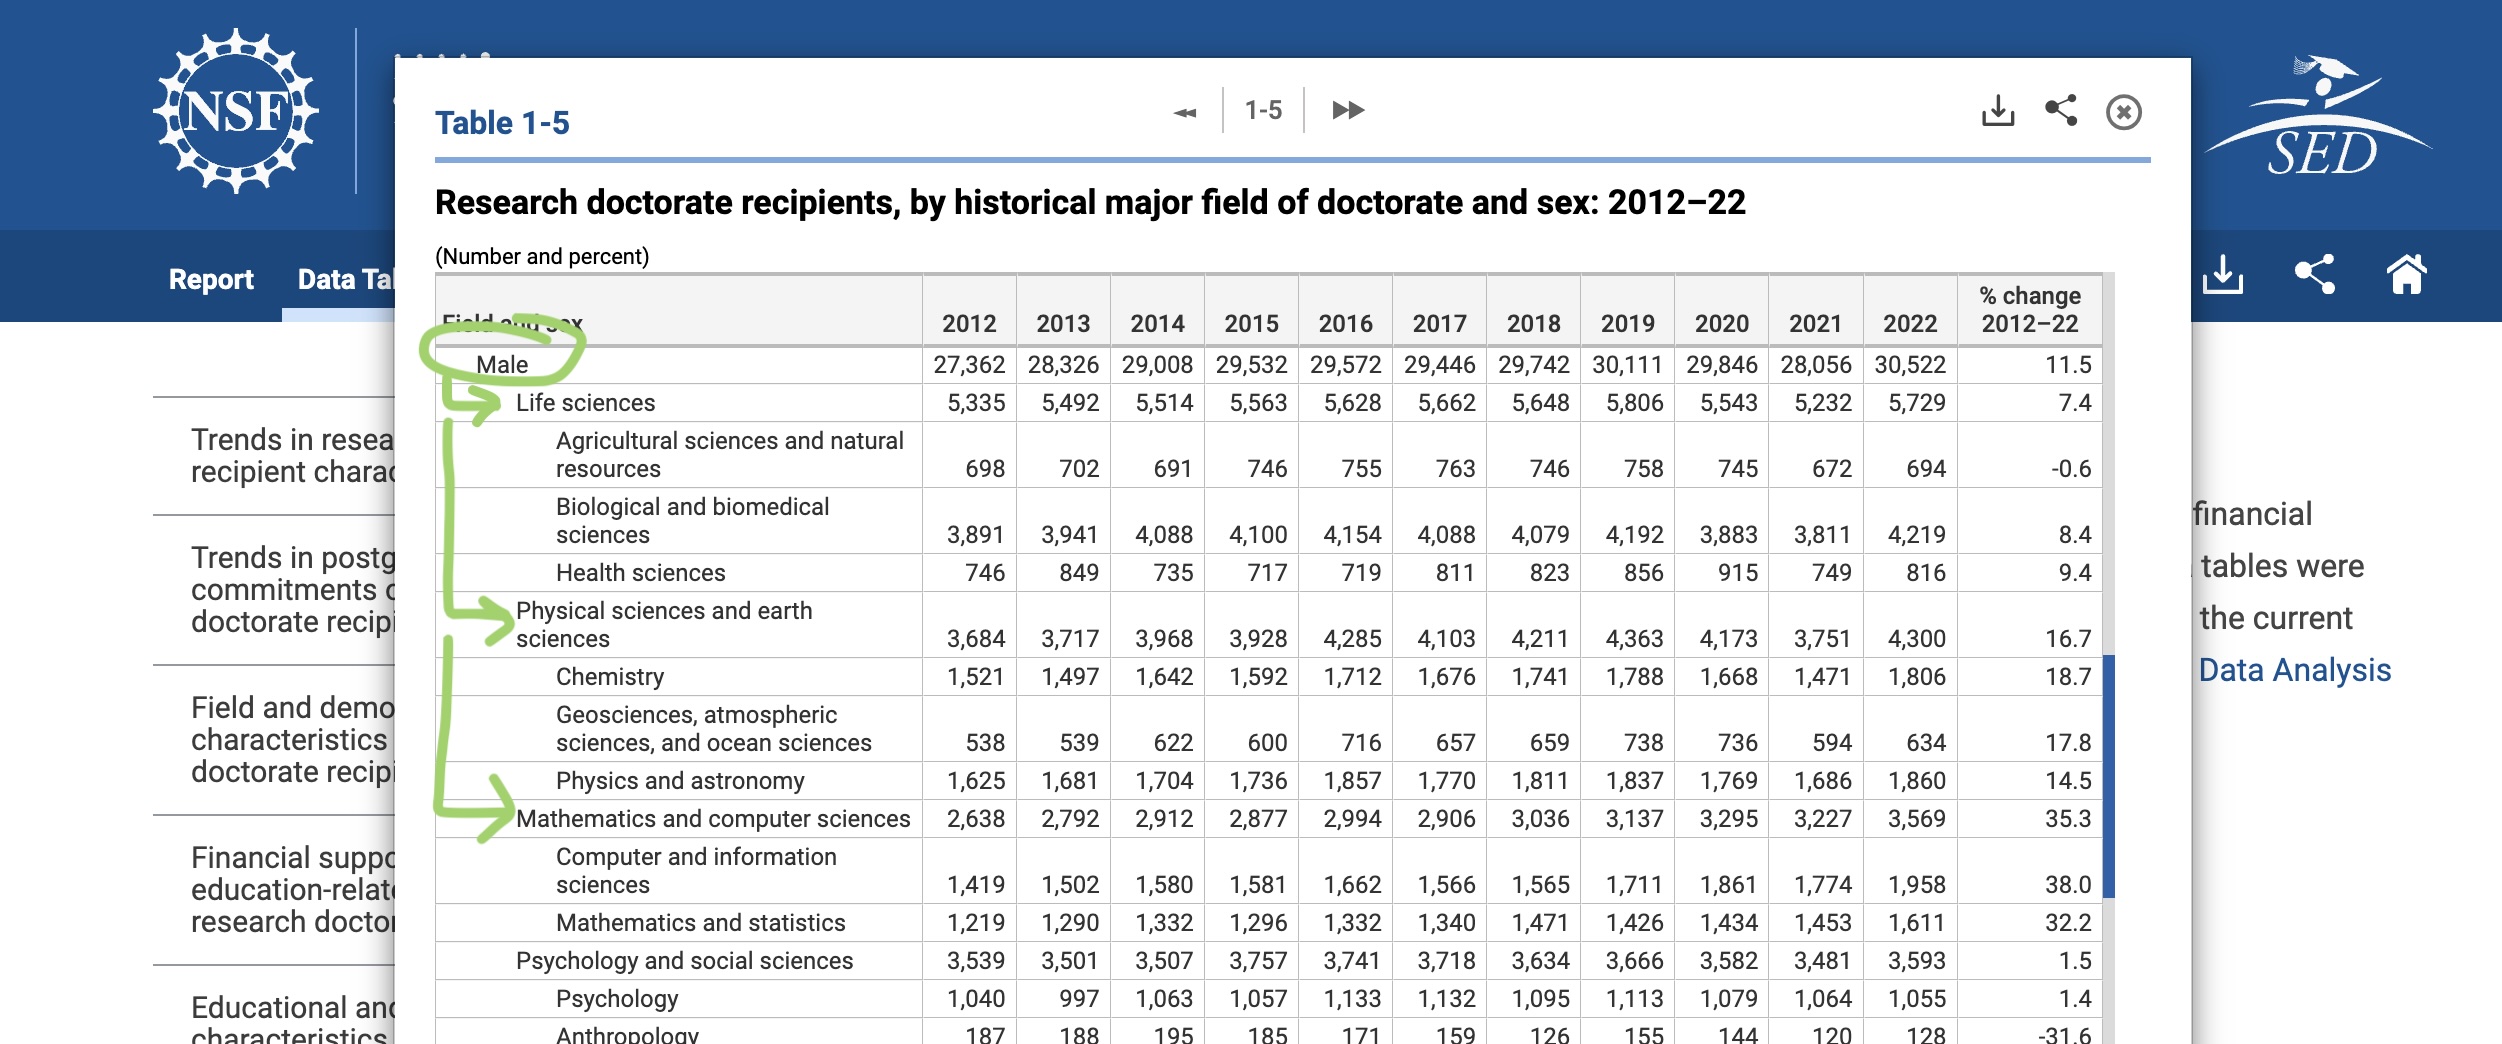 NSF
SED
Report
Data Ta
Trends in resea
recipient charac
Trends in postg
commitments o
doctorate recipi
Field and demo
characteristics
doctorate recipi
Financial suppo
education-relat
research doctor
Educational and
characteristics
Table 1-5
1-5
Research doctorate recipients, by historical major field of doctorate and sex: 2012–22
(Number and percent)
Field and sex 2012 2013 2014 2015 2016 2017 2018 2019 2020 2021 2022 % change 2012–22
Male 27,362 28,326 29,008 29,532 29,572 29,446 29,742 30,111 29,846 28,056 30,522 11.5
Life sciences 5,335 5,492 5,514 5,563 5,628 5,662 5,648 5,806 5,543 5,232 5,729 7.4
Agricultural sciences and natural
resources 698 702 691 746 755 763 746 758 745 672 694 -0.6
Biological and biomedical
sciences 3,891 3,941 4,088 4,100 4,154 4,088 4,079 4,192 3,883 3,811 4,219 8.4
Health sciences 746 849 735 717 719 811 823 856 915 749 816 9.4
Physical sciences and earth
sciences 3,684 3,717 3,968 3,928 4,285 4,103 4,211 4,363 4,173 3,751 4,300 16.7
Chemistry 1,521 1,497 1,642 1,592 1,712 1,676 1,741 1,788 1,668 1,471 1,806 18.7
Geosciences, atmospheric
sciences, and ocean sciences 538 539 622 600 716 657 659 738 736 594 634 17.8
Physics and astronomy 1,625 1,681 1,704 1,736 1,857 1,770 1,811 1,837 1,769 1,686 1,860 14.5
Mathematics and computer sciences 2,638 2,792 2,912 2,877 2,994 2,906 3,036 3,137 3,295 3,227 3,569 35.3
Computer and information
sciences 1,419 1,502 1,580 1,581 1,662 1,566 1,565 1,711 1,861 1,774 1,958 38.0
Mathematics and statistics 1,219 1,290 1,332 1,296 1,332 1,340 1,471 1,426 1,434 1,453 1,611 32.2
Psychology and social sciences 3,539 3,501 3,507 3,757 3,741 3,718 3,634 3,666 3,582 3,481 3,593 1.5
Psychology 1,040 997 1,063 1,057 1,133 1,132 1,095 1,113 1,079 1,064 1,055 1.4
Anthropology 187 188 195 185 171 159 126 155 144 120 128 -31.6
financial
tables were
the current
Data Analysis